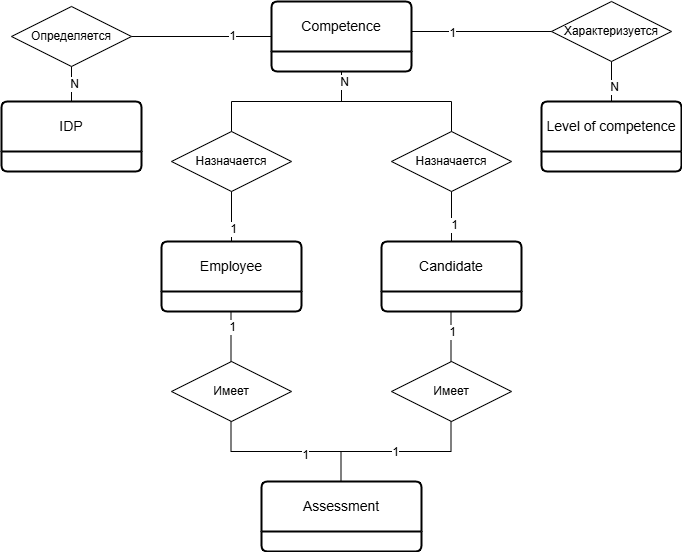 Competence
Определяется
1
1
Характеризуется
N
N
N
IDP
Level of competence
Назначается
Назначается
1
1
Employee
Candidate
1
1
Имеет
Имеет
1
1
Assessment